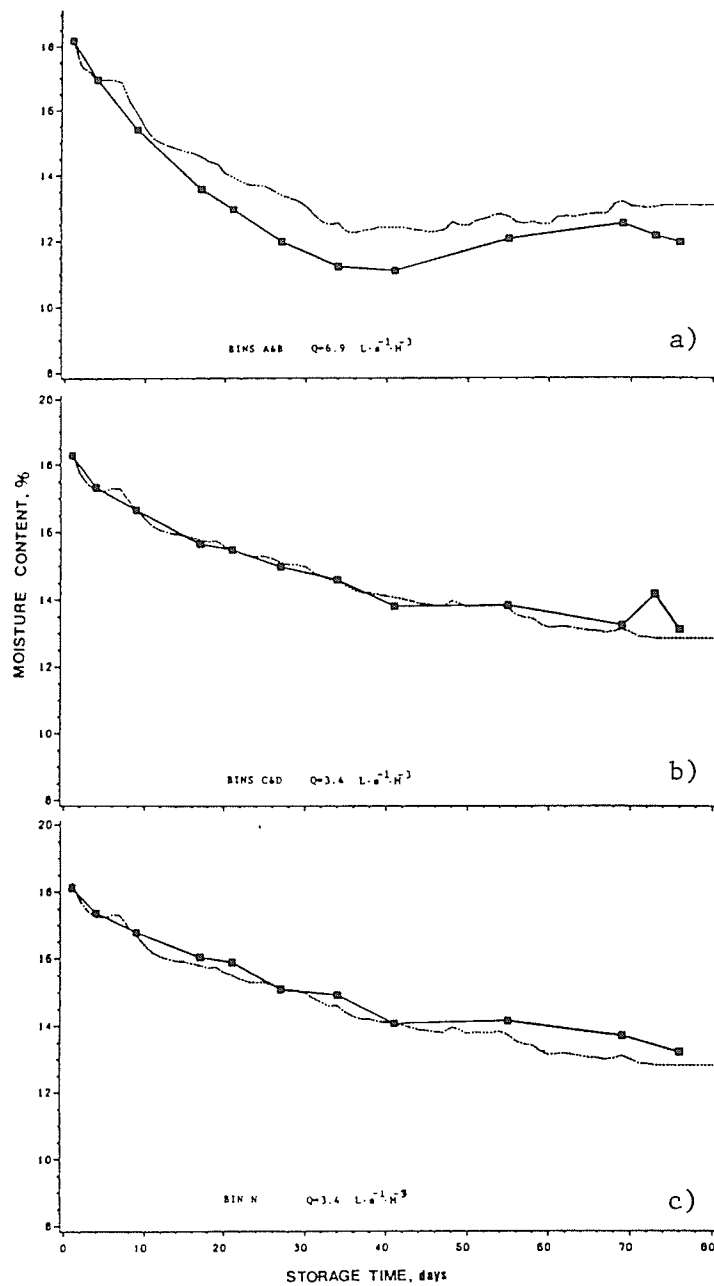 18
16
14
12
10
8
BINS A&B Q=6.9 L·s⁻¹·M⁻³
a)
20
18
16
14
12
10
8
BINS C&D Q=3.4 L·s⁻¹·M⁻³
b)
MOISTURE CONTENT, %
20
18
16
14
12
10
8
BIN N Q=3.4 L·s⁻¹·M⁻³
c)
0 10 20 30 40 50 60 70 80
STORAGE TIME, days